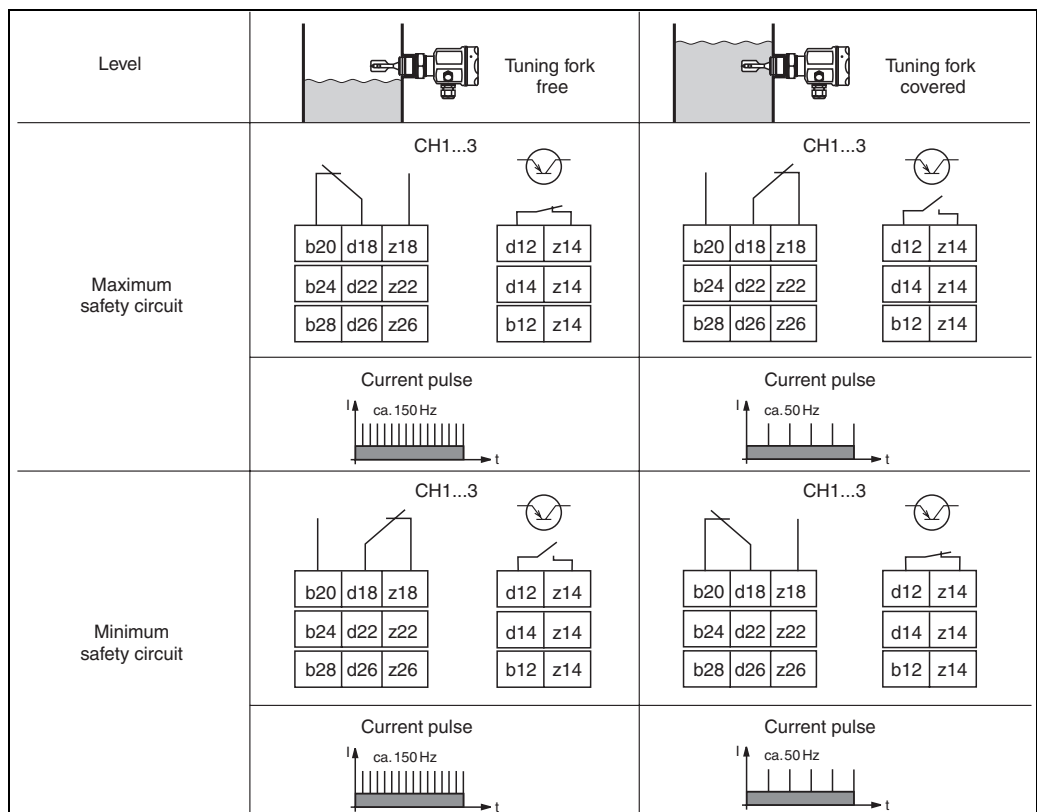 Level
Tuning fork
free
Tuning fork
covered
Maximum
safety circuit
CH1...3
b20 d18 z18
d12 z14
b24 d22 z22
d14 z14
b28 d26 z26
b12 z14
CH1...3
b20 d18 z18
d12 z14
b24 d22 z22
d14 z14
b28 d26 z26
b12 z14
Current pulse
I
ca. 150 Hz
t
Current pulse
I
ca. 50 Hz
t
Minimum
safety circuit
CH1...3
b20 d18 z18
d12 z14
b24 d22 z22
d14 z14
b28 d26 z26
b12 z14
CH1...3
b20 d18 z18
d12 z14
b24 d22 z22
d14 z14
b28 d26 z26
b12 z14
Current pulse
I
ca. 150 Hz
t
Current pulse
I
ca. 50 Hz
t